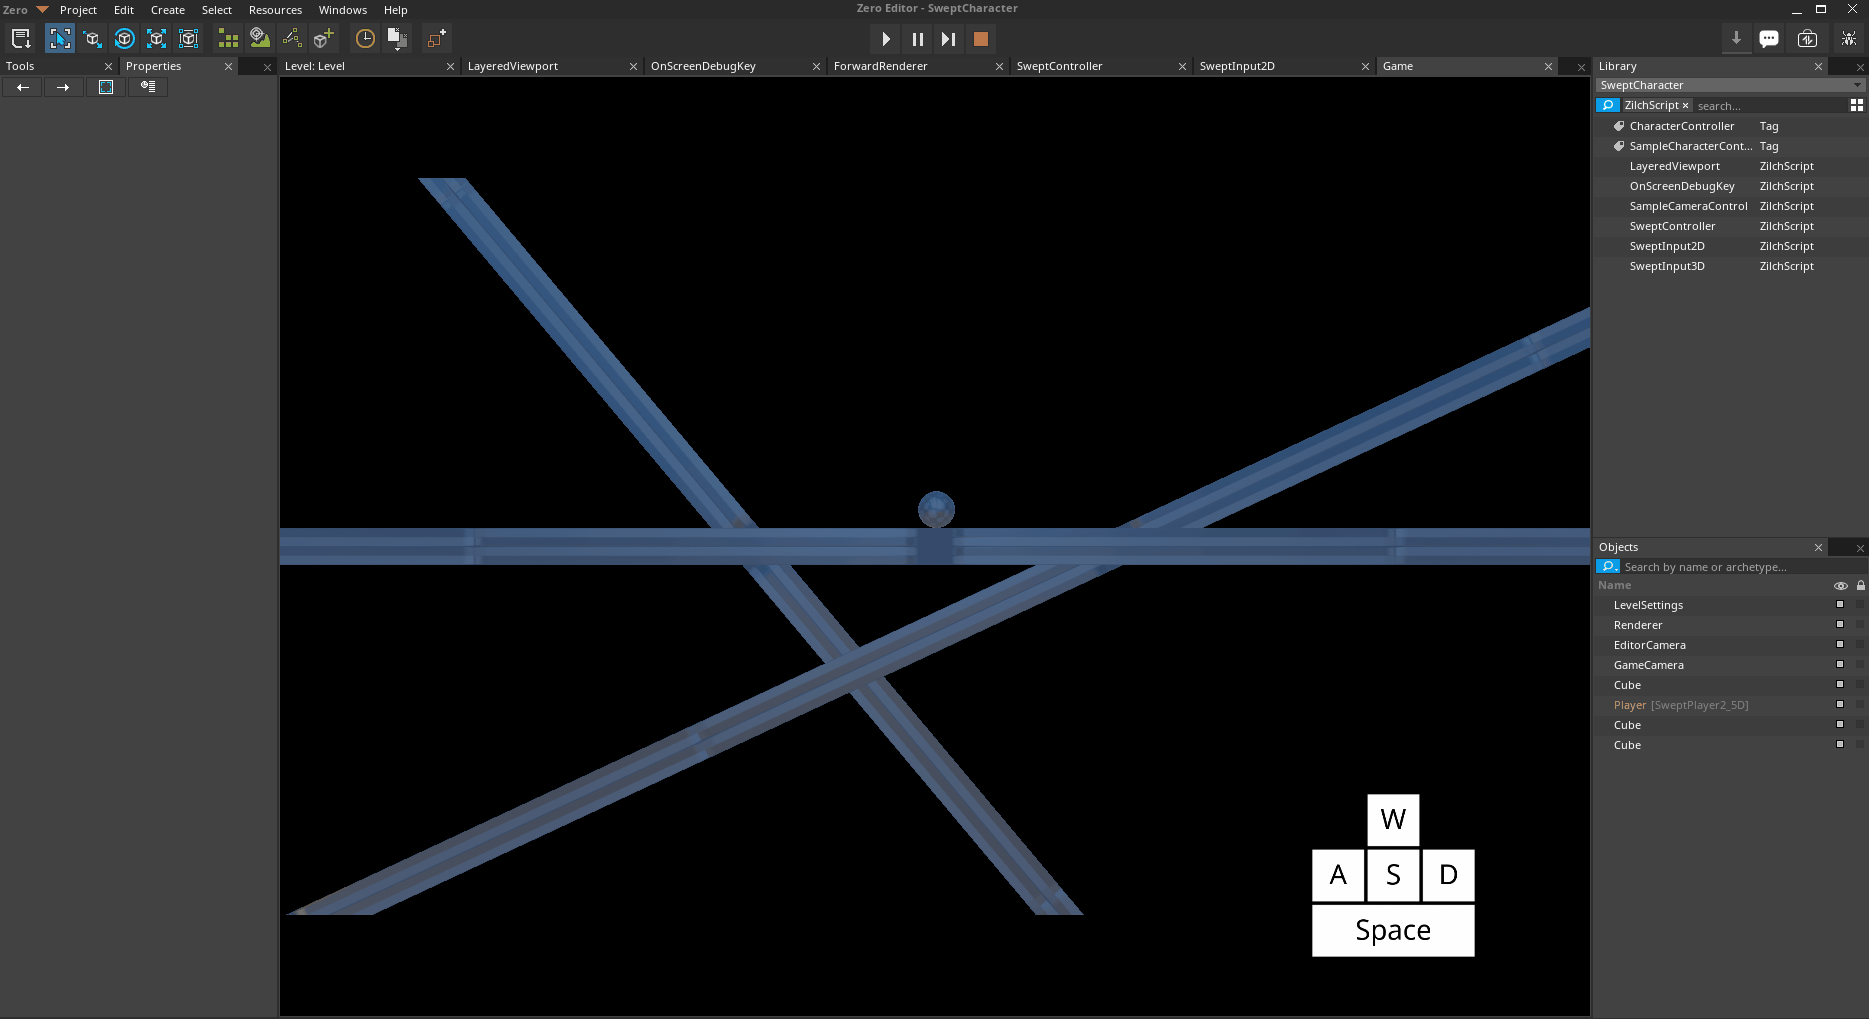 Zero Project Edit Create Select Resources Windows Help Zero Editor - SweptCharacter
Tools Properties Level: Level LayeredViewport OnScreenDebugKey ForwardRenderer SweptController SweptInput2D Game Library
SweptCharacter
ZilchScript × search...
CharacterController Tag
SampleCharacterCont... Tag
LayeredViewport ZilchScript
OnScreenDebugKey ZilchScript
SampleCameraControl ZilchScript
SweptController ZilchScript
SweptInput2D ZilchScript
SweptInput3D ZilchScript
Objects
Search by name or archetype...
Name
LevelSettings
Renderer
EditorCamera
GameCamera
Cube
Player [SweptPlayer2_5D]
Cube
Cube
W
A S D
Space